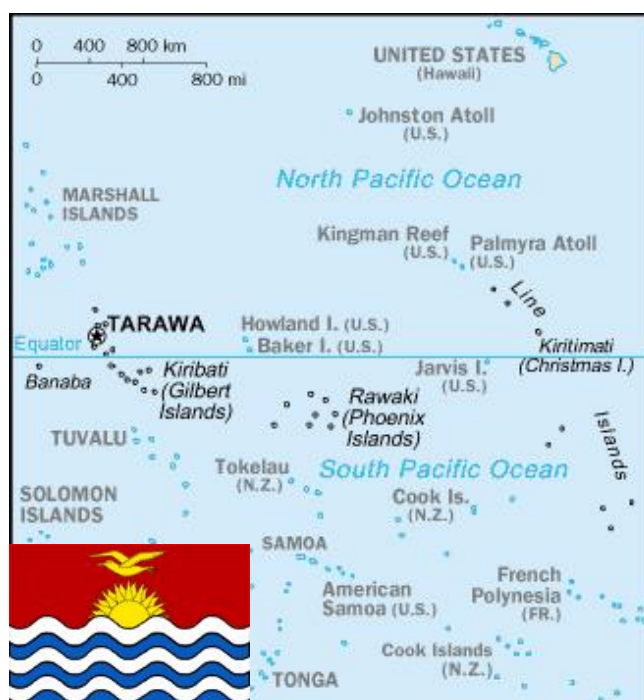 0 400 800 km
0 400 800 mi
UNITED STATES
(Hawaii)
Johnston Atoll
(U.S.)
North Pacific Ocean
MARSHALL
ISLANDS
Kingman Reef
(U.S.)
Palmyra Atoll
(U.S.)
Line
TARAWA
Howland I. (U.S.)
Equator
Baker I. (U.S.)
Kiritimati
(Christmas I.)
Banaba
Kiribati
(Gilbert
Islands)
Jarvis I.
(U.S.)
Rawaki
(Phoenix
Islands)
Islands
TUVALU
Tokelau
(N.Z.)
South Pacific Ocean
SOLOMON
ISLANDS
Cook Is.
(N.Z.)
SAMOA
American
Samoa (U.S.)
French
Polynesia
(FR.)
Cook Islands
(N.Z.)
TONGA